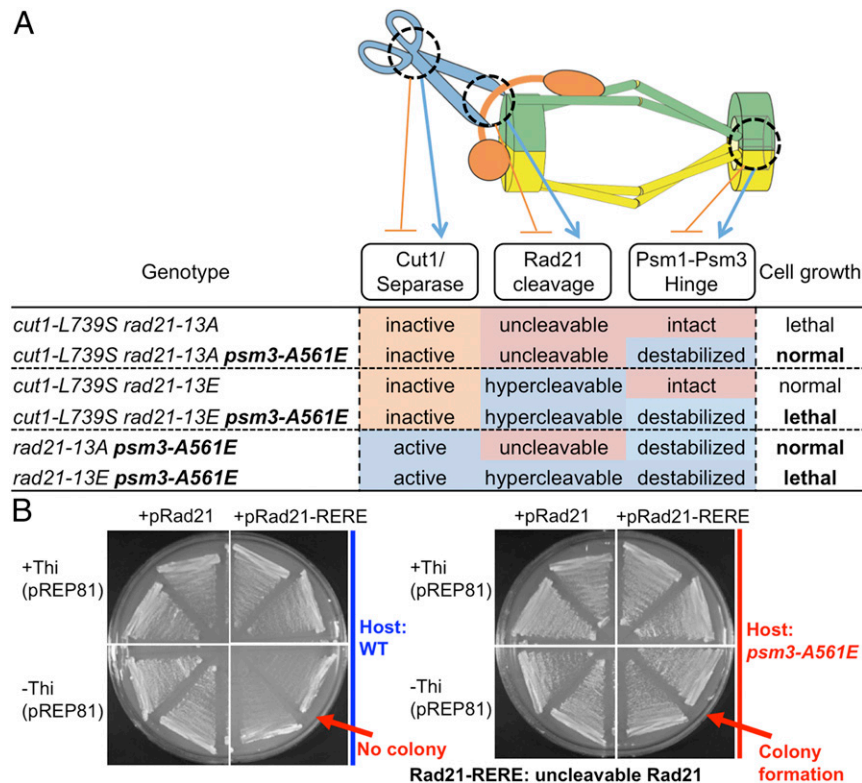 A
Genotype
Cut1/
Separase
Rad21
cleavage
Psm1-Psm3
Hinge
Cell growth
cut1-L739S rad21-13A inactive uncleavable intact lethal
cut1-L739S rad21-13A psm3-A561E inactive uncleavable destabilized normal
cut1-L739S rad21-13E inactive hypercleavable intact normal
cut1-L739S rad21-13E psm3-A561E inactive hypercleavable destabilized lethal
rad21-13A psm3-A561E active uncleavable destabilized normal
rad21-13E psm3-A561E active hypercleavable destabilized lethal
B
+pRad21 +pRad21-RERE
+Thi
(pREP81)
-Thi
(pREP81)
Host:
WT
No colony
+pRad21 +pRad21-RERE
+Thi
(pREP81)
-Thi
(pREP81)
Host:
psm3-A561E
Colony
formation
Rad21-RERE: uncleavable Rad21